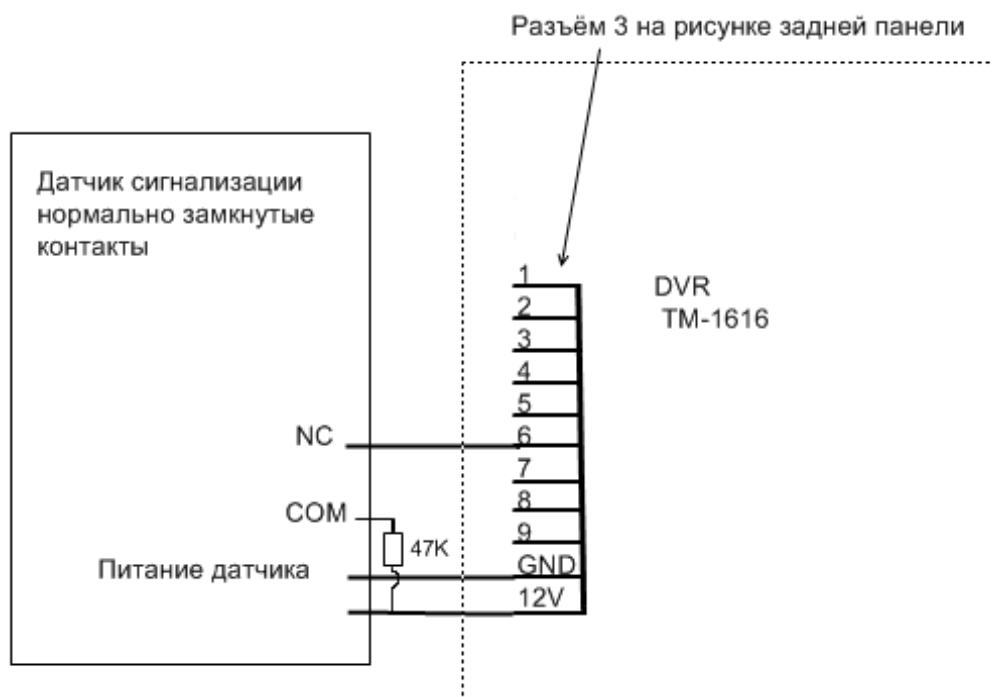 Разъём 3 на рисунке задней панели
Датчик сигнализации
нормально замкнутые
контакты
1
2
3
4
5
6
7
8
9
GND
12V
DVR
TM-1616
NC
COM
47K
Питание датчика